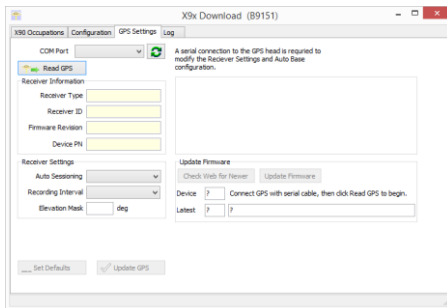 X9x Download (B9151)
X90 Occupations Configuration GPS Settings Log
COM Port
Read GPS
A serial connection to the GPS head is required to
modify the Reciever Settings and Auto Base
configuration.
Receiver Information
Receiver Type
Receiver ID
Firmware Revision
Device PN
Receiver Settings
Auto Sessioning
Recording Interval
Elevation Mask deg
Update Firmware
Check Web for Newer Update Firmware
Device ? Connect GPS with serial cable, then click Read GPS to begin.
Latest ? ?
Set Defaults Update GPS